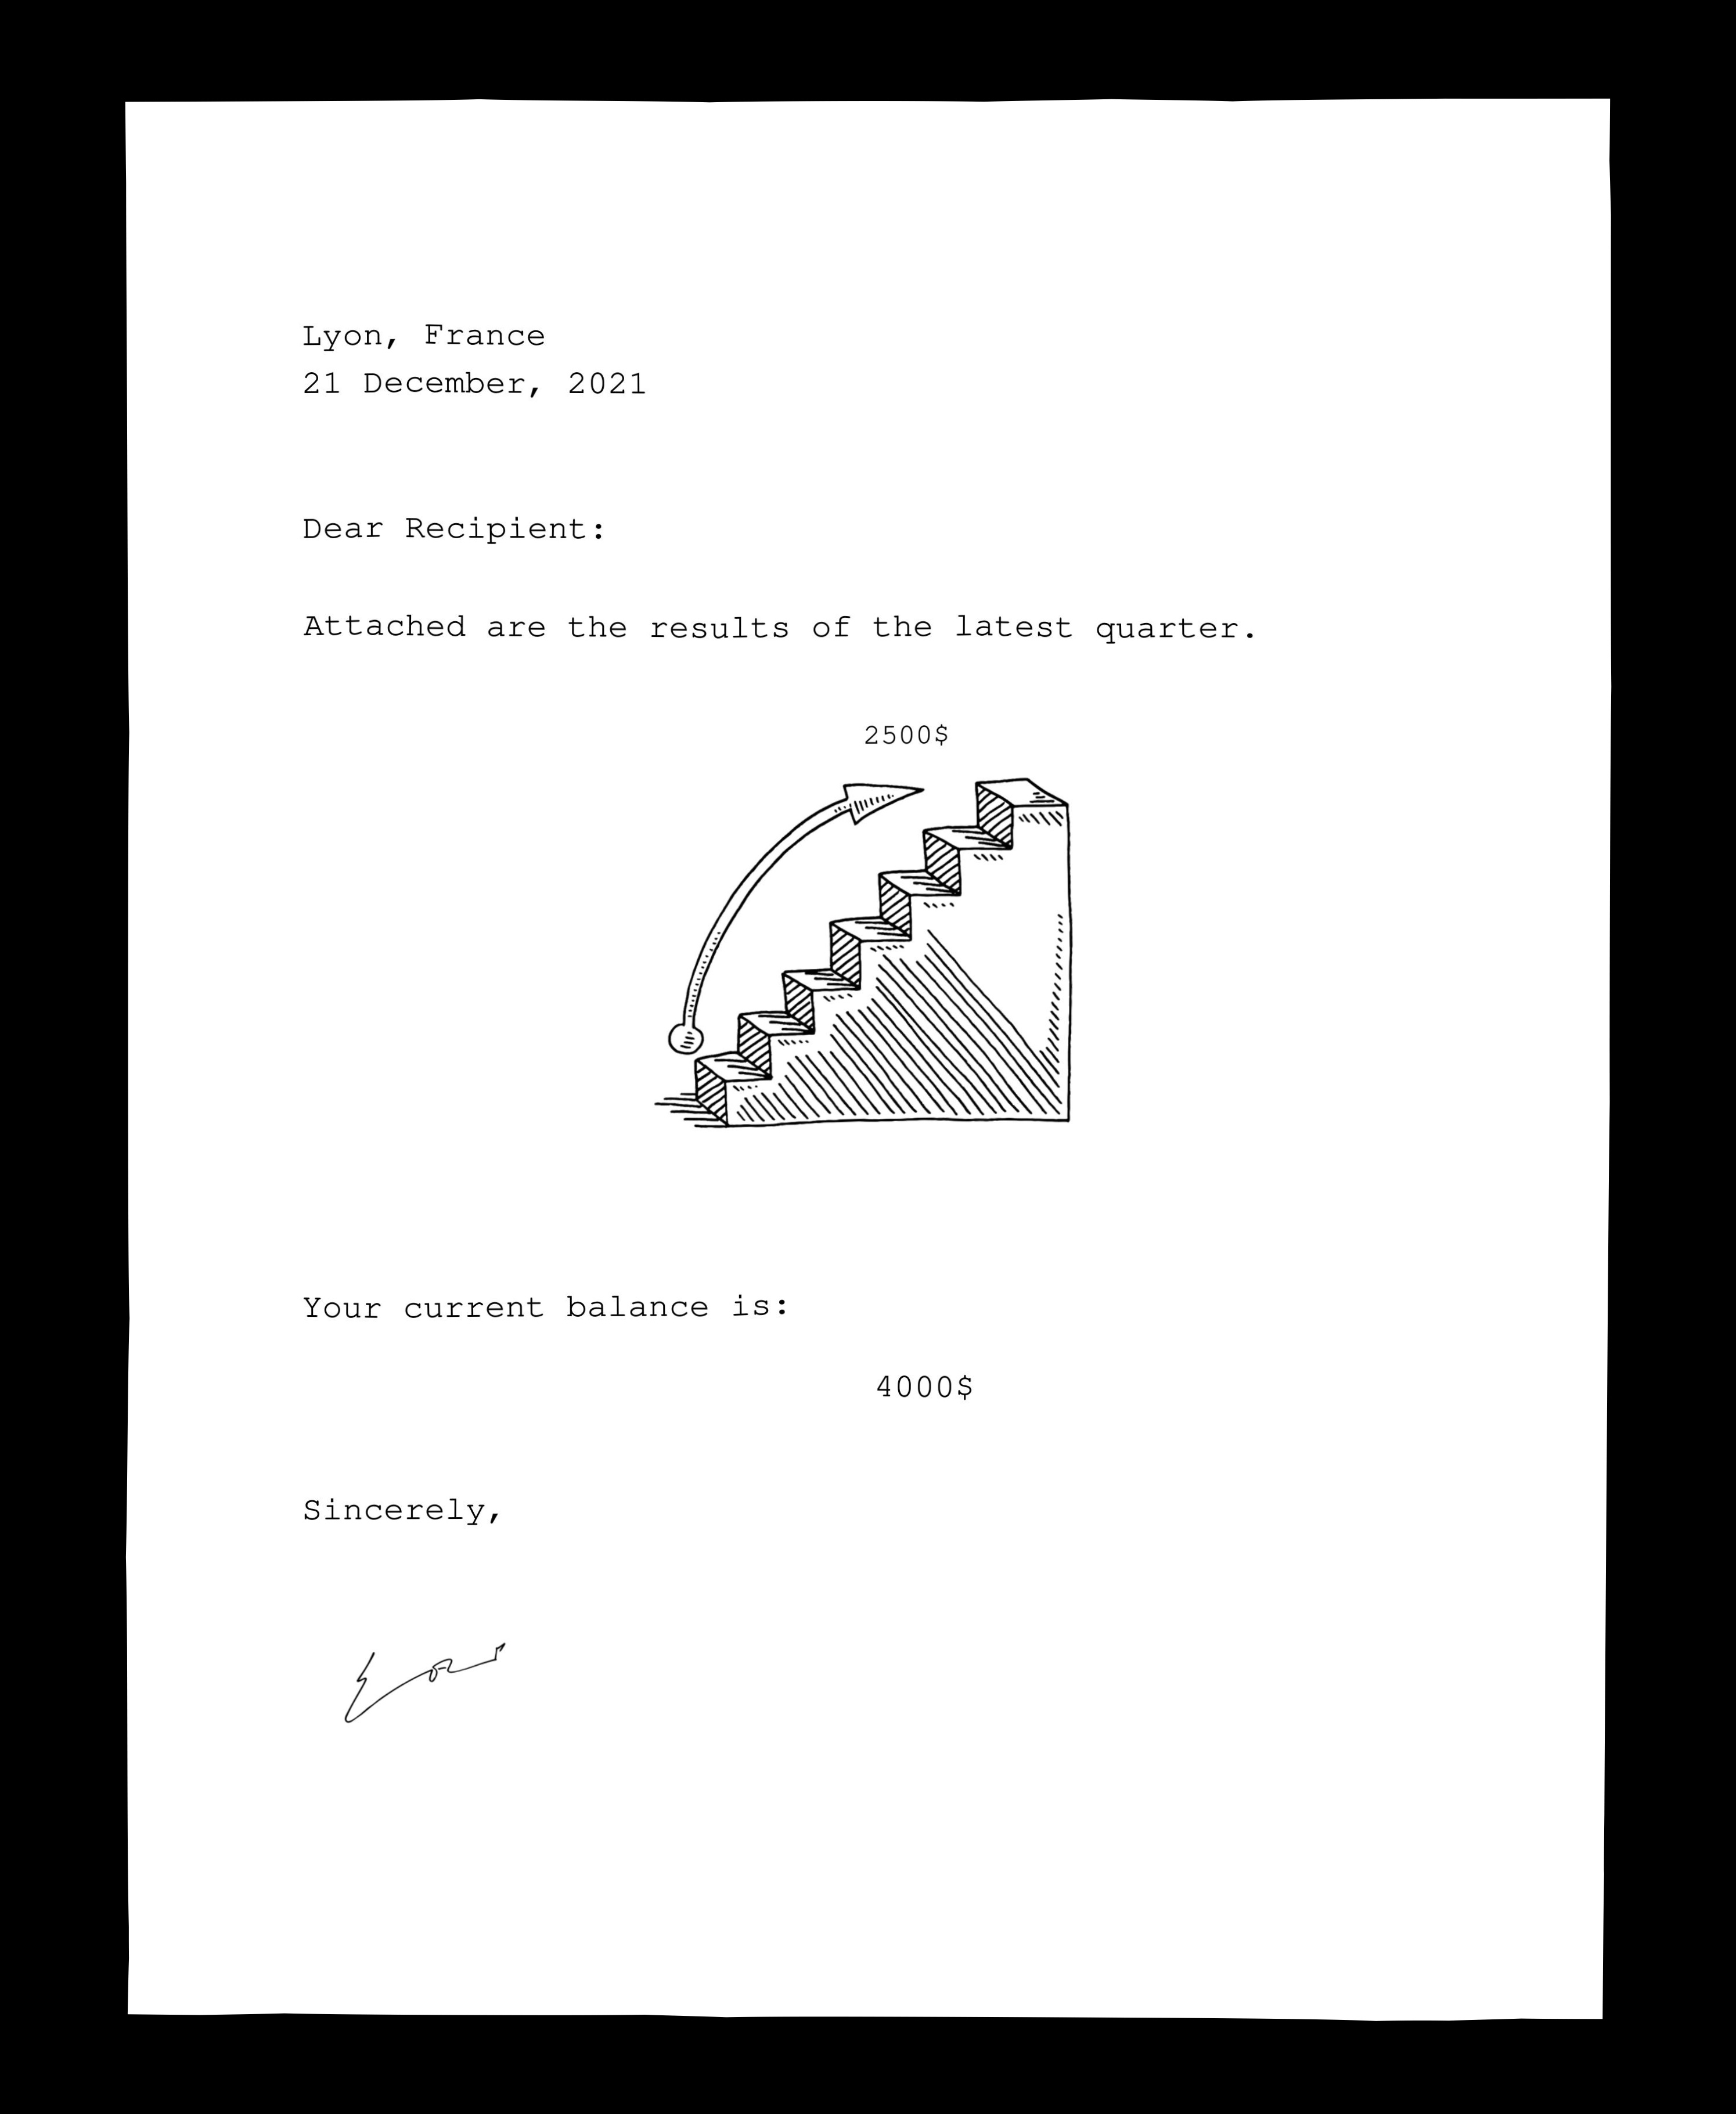 Lyon, France
21 December, 2021
Dear Recipient:
Attached are the results of the latest quarter.
2500$
Your current balance is:
4000$
Sincerely,